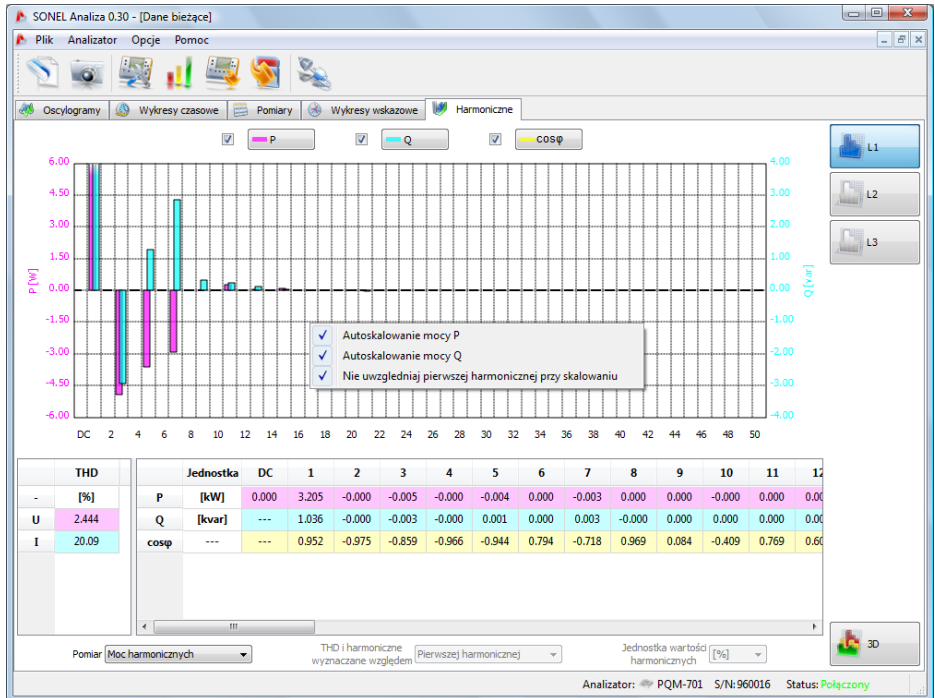 SONEL Analiza 0.30 - [Dane bieżące]
Plik Analizator Opcje Pomoc
Oscylogramy Wykresy czasowe Pomiary Wykresy wskazowe Harmoniczne
P Q cosφ
L1
L2
L3
6.00 4.00
4.50 3.00
3.00 2.00
1.50 1.00
0.00 0.00
-1.50 -1.00
-3.00 -2.00
-4.50 -3.00
-6.00 -4.00
P [W]
Q [var]
Autoskalowanie mocy P
Autoskalowanie mocy Q
Nie uwzgledniaj pierwszej harmonicznej przy skalowaniu
DC 2 4 6 8 10 12 14 16 18 20 22 24 26 28 30 32 34 36 38 40 42 44 46 48 50
THD Jednostka DC 1 2 3 4 5 6 7 8 9 10 11 12
- [%] P [kW] 0.000 3.205 -0.000 -0.005 -0.000 -0.004 0.000 -0.003 0.000 0.000 -0.000 0.000 0.00
U 2.444 Q [kvar] --- 1.036 -0.000 -0.003 -0.000 0.001 0.000 0.003 -0.000 0.000 0.000 0.000 0.00
I 20.09 cosφ --- --- 0.952 -0.975 -0.859 -0.966 -0.944 0.794 -0.718 0.969 0.084 -0.409 0.769 0.60
3D
Pomiar Moc harmonicznych THD i harmoniczne Pierwszej harmonicznej Jednostka wartości [%]
wyznaczane względem harmonicznych
Analizator: PQM-701 S/N:960016 Status:Połączony